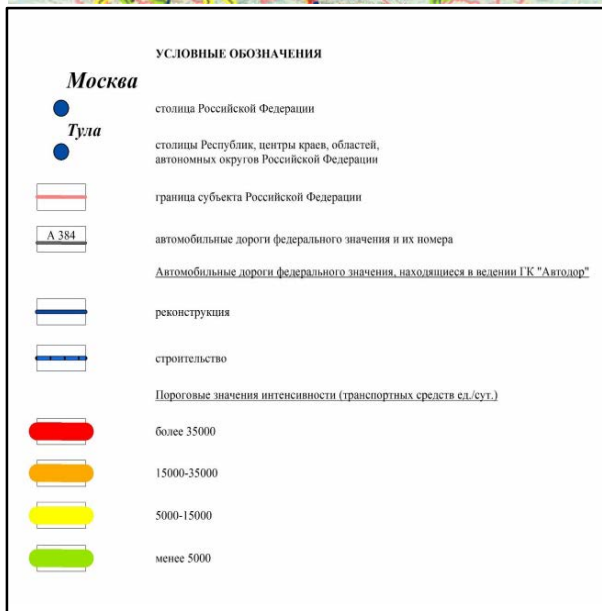 УСЛОВНЫЕ ОБОЗНАЧЕНИЯ
Москва
столица Российской Федерации
Тула
столицы Республик, центры краев, областей,
автономных округов Российской Федерации
граница субъекта Российской Федерации
А 384
автомобильные дороги федерального значения и их номера
Автомобильные дороги федерального значения, находящиеся в ведении ГК "Автодор"
реконструкция
строительство
Пороговые значения интенсивности (транспортных средств ед./сут.)
более 35000
15000-35000
5000-15000
менее 5000